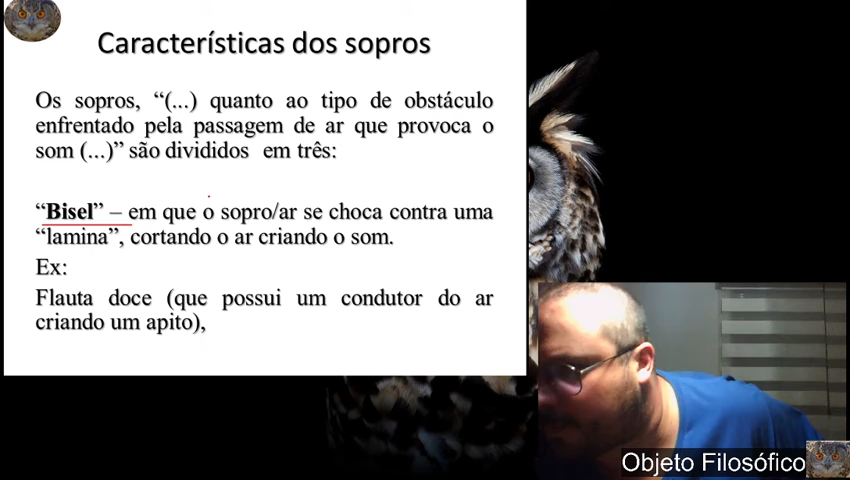 Características dos sopros
Os sopros, “(...) quanto ao tipo de obstáculo
enfrentado pela passagem de ar que provoca o
som (...)” são divididos em três:
“Bisel” – em que o sopro/ar se choca contra uma
“lamina”, cortando o ar criando o som.
Ex:
Flauta doce (que possui um condutor do ar
criando um apito),
Objeto Filosófico